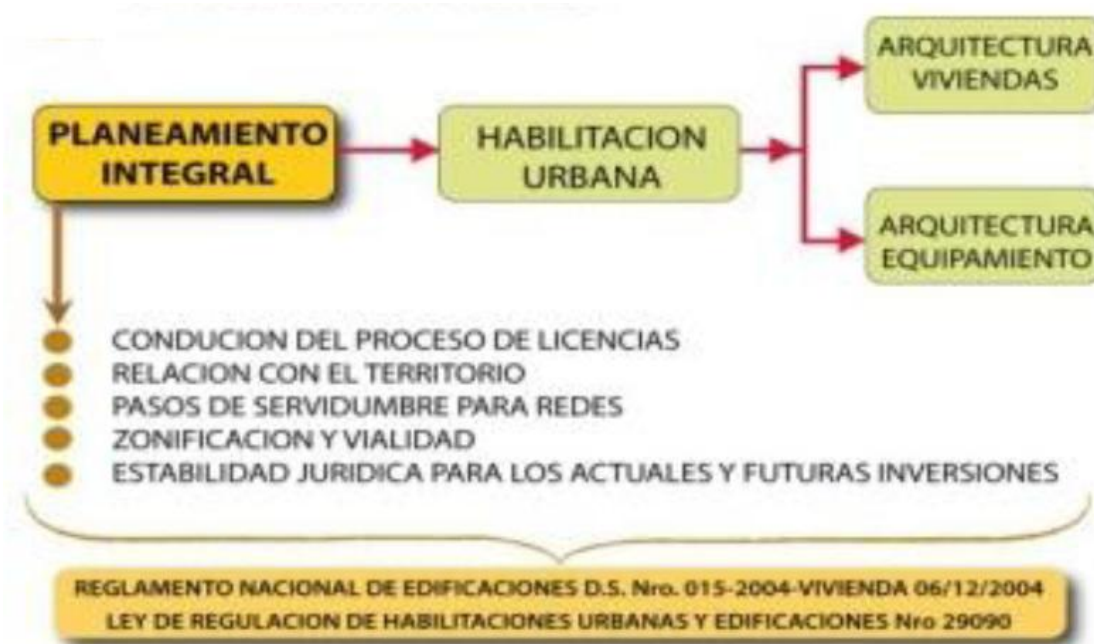 PLANEAMIENTO
INTEGRAL
HABILITACION
URBANA
ARQUITECTURA
VIVIENDAS
ARQUITECTURA
EQUIPAMIENTO
CONDUCION DEL PROCESO DE LICENCIAS
RELACION CON EL TERRITORIO
PASOS DE SERVIDUMBRE PARA REDES
ZONIFICACION Y VIALIDAD
ESTABILIDAD JURIDICA PARA LOS ACTUALES Y FUTURAS INVERSIONES
REGLAMENTO NACIONAL DE EDIFICACIONES D.S. Nro. 015-2004-VIVIENDA 06/12/2004
LEY DE REGULACION DE HABILITACIONES URBANAS Y EDIFICACIONES Nro 29090